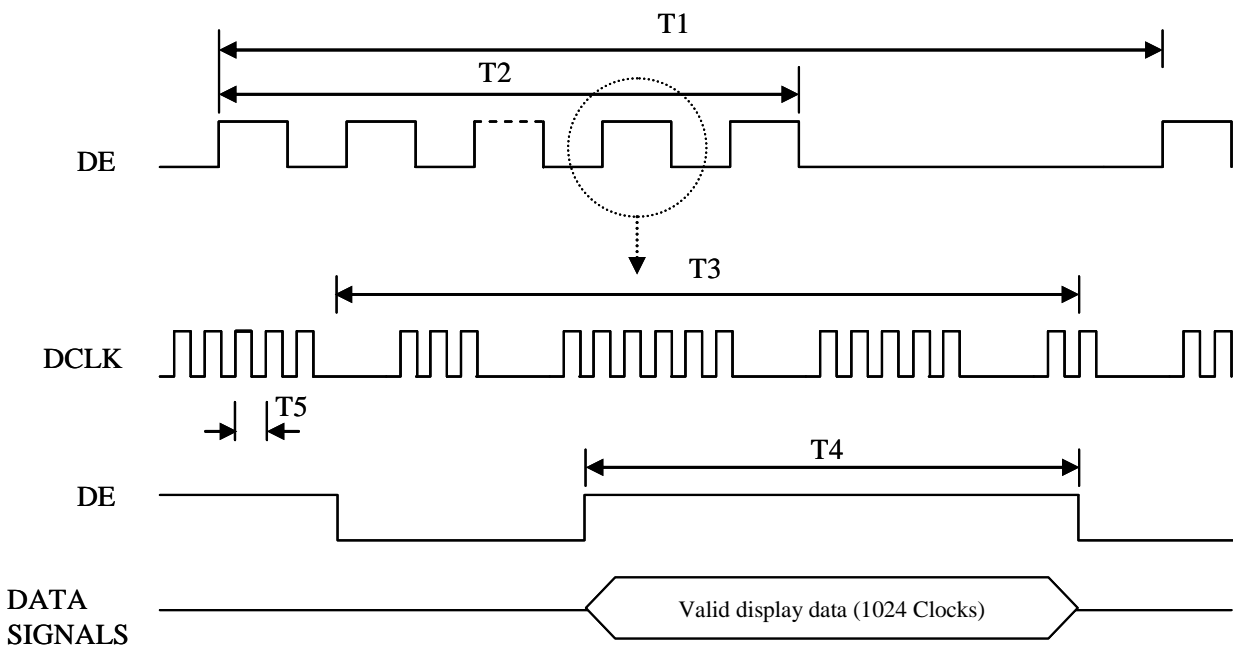 T1
T2
DE
T3
DCLK
T5
T4
DE
Valid display data (1024 Clocks)
DATA
SIGNALS